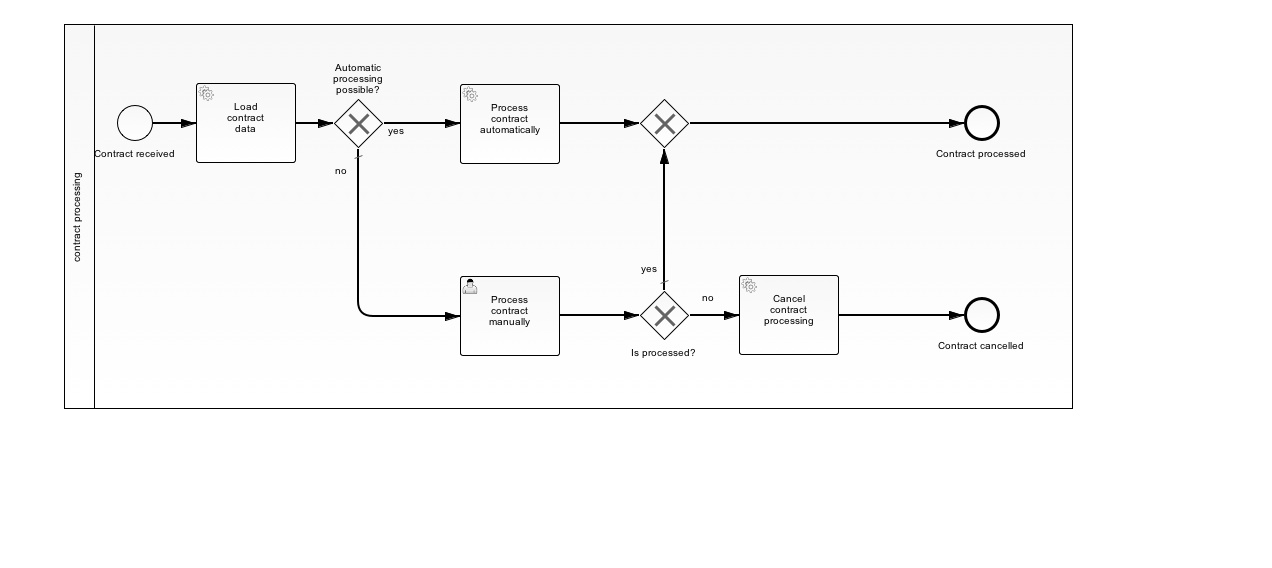 Automatic
processing
possible?
Load
contract
data
Process
contract
automatically
yes
Contract received
Contract processed
no
contract processing
yes
no
Process
contract
manually
Cancel
contract
processing
Is processed?
Contract cancelled